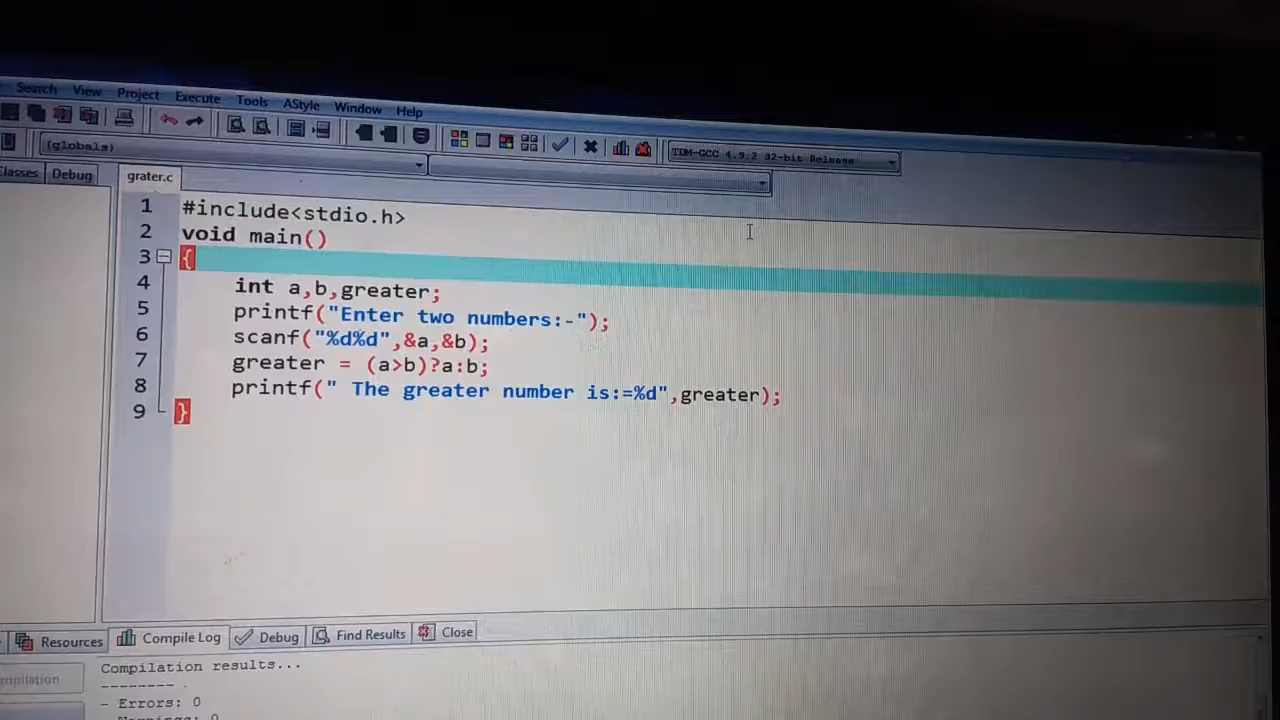 Search View Project Execute Tools AStyle Window Help
(globals)
TDM-GCC 4.9.2 32-bit Release
Classes Debug
grater.c
1 #include<stdio.h>
2 void main()
3 {
4 int a,b,greater;
5 printf("Enter two numbers:-");
6 scanf("%d%d",&a,&b);
7 greater = (a>b)?a:b;
8 printf(" The greater number is:=%d",greater);
9 }
Resources Compile Log Debug Find Results Close
Compilation results...
--------
- Errors: 0
- Warnings: 0